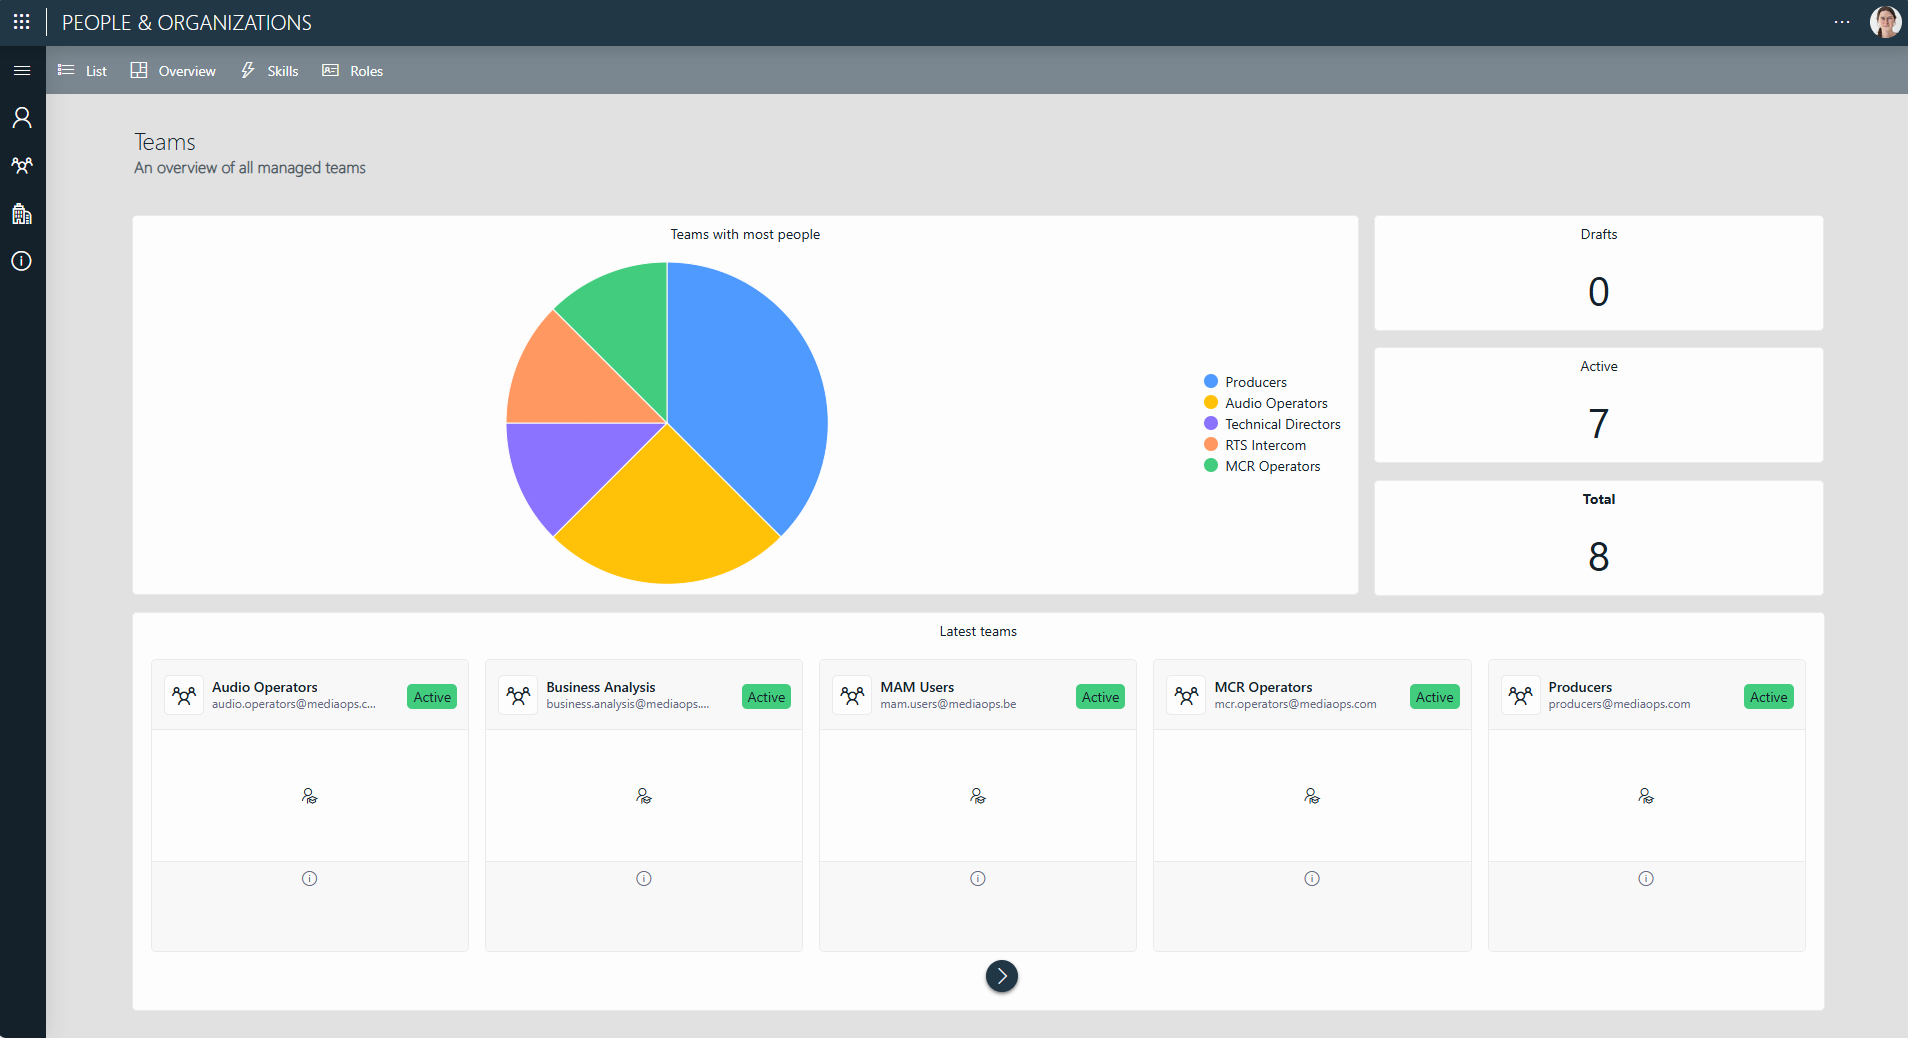 PEOPLE & ORGANIZATIONS
List
Overview
Skills
Roles
Teams
An overview of all managed teams
Teams with most people
Producers
Audio Operators
Technical Directors
RTS Intercom
MCR Operators
Drafts
0
Active
7
Total
8
Latest teams
Audio Operators
audio.operators@mediaops.c...
Active
Business Analysis
business.analysis@mediaops....
Active
MAM Users
mam.users@mediaops.be
Active
MCR Operators
mcr.operators@mediaops.com
Active
Producers
producers@mediaops.com
Active